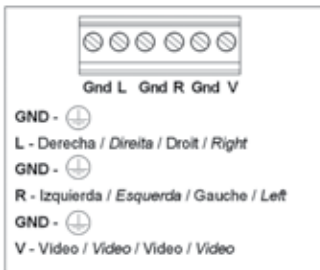 Gnd L Gnd R Gnd V
GND -
L - Derecha / Direita / Droit / Right
GND -
R - Izquierda / Esquerda / Gauche / Left
GND -
V - Video / Video / Video / Video